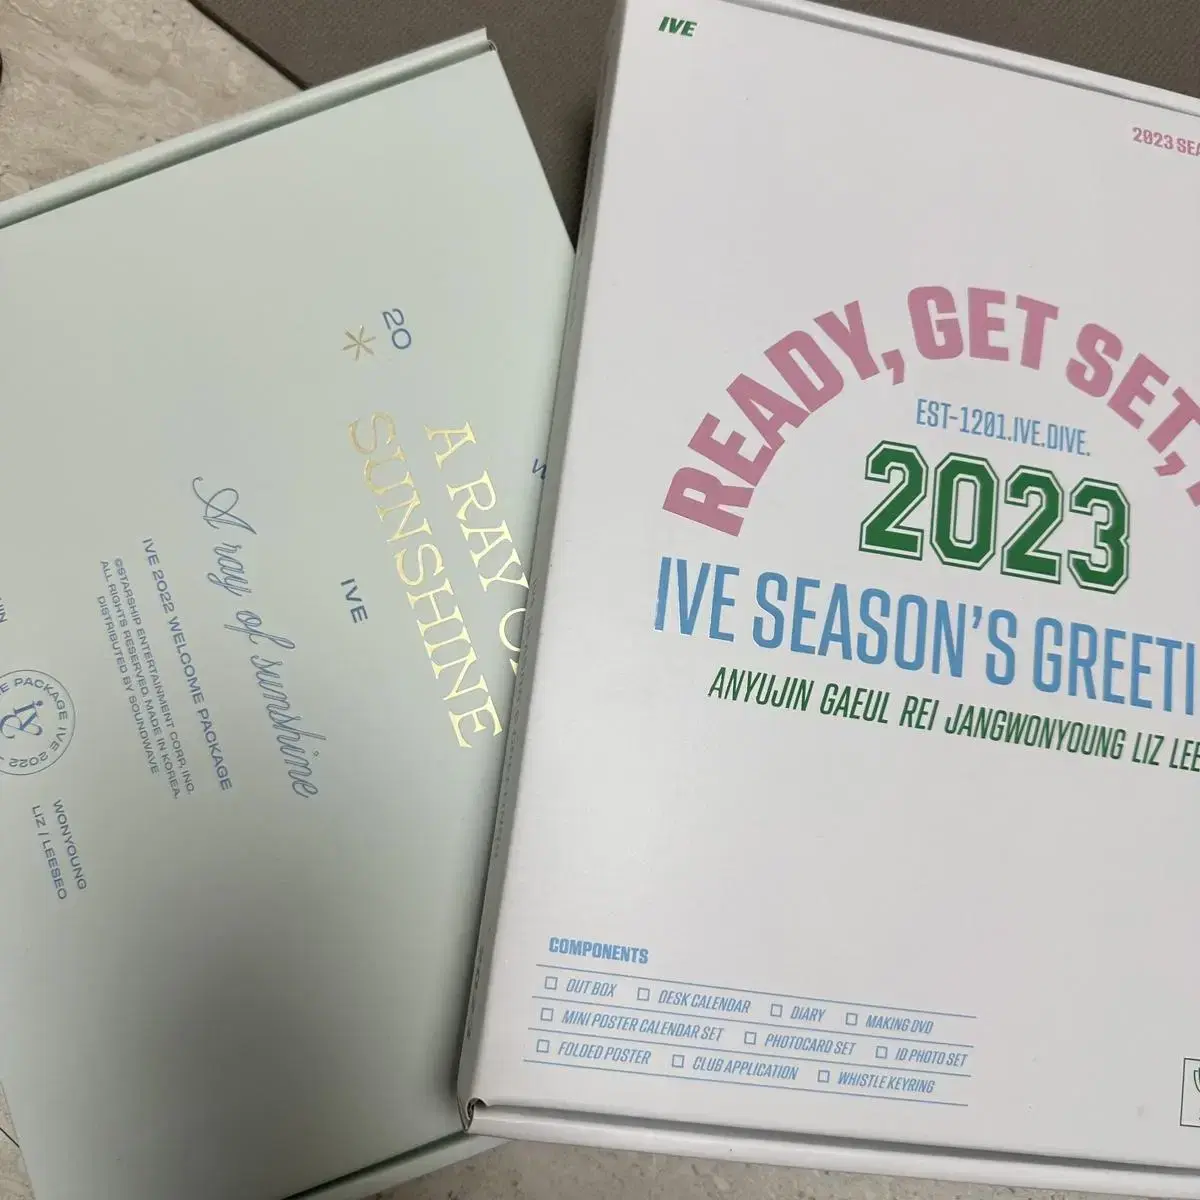 20
A RAY
SUNSHINE
IVE
A ray of sunshine
IVE 2022 WELCOME PACKAGE
©STARSHIP ENTERTAINMENT CORP, INC.
ALL RIGHTS RESERVED. MADE IN KOREA.
DISTRIBUTED BY SOUNDWAVE
PACKAGE IVE 2022
WONYOUNG
LIZ / LEESEO
IVE
2023
READY, GET SET,
EST-1201.IVE.DIVE.
2023
IVE SEASON'S GREETI
ANYUJIN GAEUL REI JANGWONYOUNG LIZ LEE
COMPONENTS
OUT BOX DESK CALENDAR DIARY MAKING DVD
MINI POSTER CALENDAR SET PHOTOCARD SET ID PHOTO SET
FOLDED POSTER CLUB APPLICATION WHISTLE KEYRING